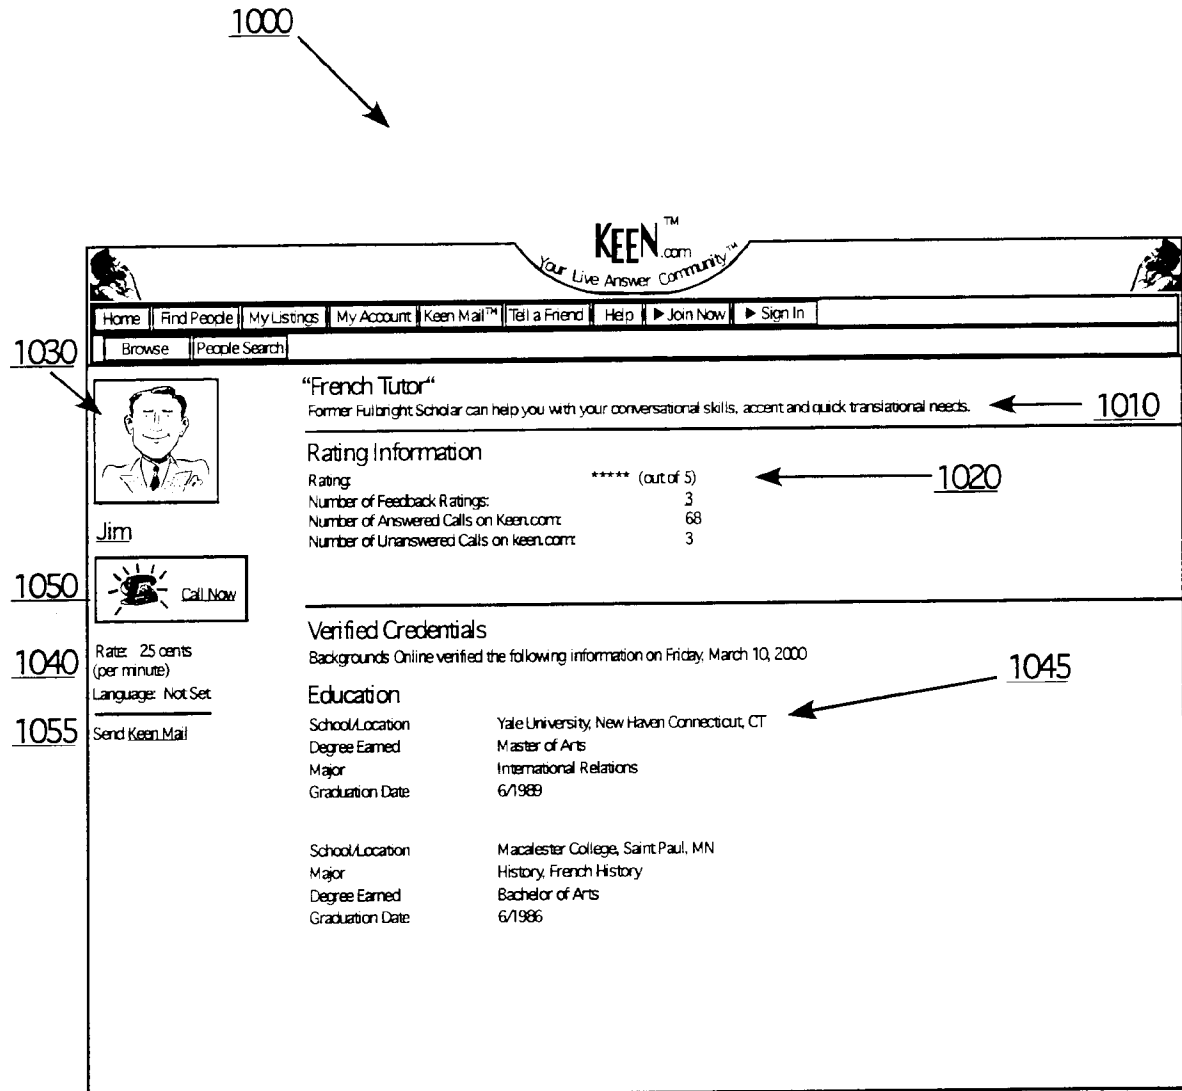 1000
KEEN.com™
Your Live Answer Community™
Home Find People My Listings My Account Keen Mail™ Tell a Friend Help ▶ Join Now ▶ Sign In
Browse People Search
1030
"French Tutor"
Former Fulbright Scholar can help you with your conversational skills, accent and quick translational needs.
1010
Rating Information
Rating: ***** (out of 5)
1020
Number of Feedback Ratings: 3
Number of Answered Calls on Keen.com: 68
Number of Unanswered Calls on keen.com: 3
Jim
1050
Call Now
Verified Credentials
Backgrounds Online verified the following information on Friday, March 10, 2000
1040
Rate: 25 cents
(per minute)
Language: Not Set
1045
Education
School/Location Yale University, New Haven Connecticut, CT
1055
Send Keen Mail
Degree Earned Master of Arts
Major International Relations
Graduation Date 6/1989
School/Location Macalester College, Saint Paul, MN
Major History, French History
Degree Earned Bachelor of Arts
Graduation Date 6/1986